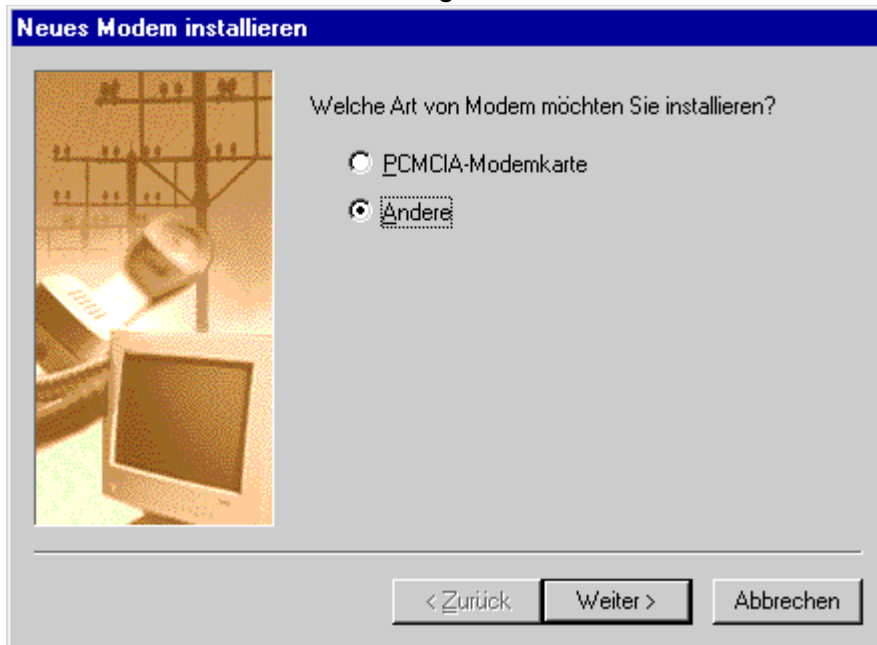 Neues Modem installieren
Welche Art von Modem möchten Sie installieren?
PCMCIA-Modemkarte
Andere
< Zurück
Weiter >
Abbrechen